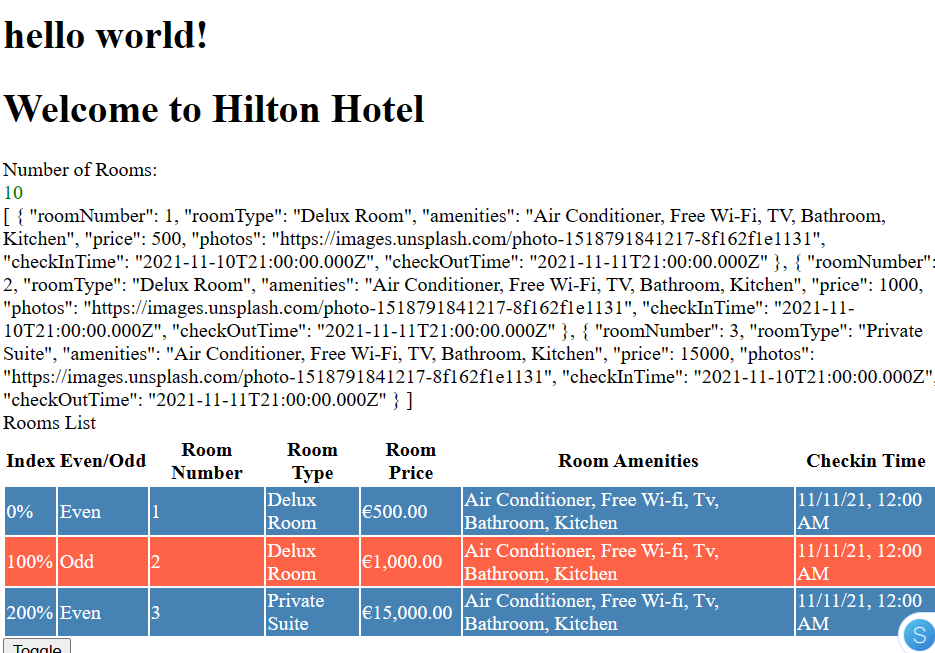 hello world!
Welcome to Hilton Hotel
Number of Rooms:
10
[ { "roomNumber": 1, "roomType": "Delux Room", "amenities": "Air Conditioner, Free Wi-Fi, TV, Bathroom,
Kitchen", "price": 500, "photos": "https://images.unsplash.com/photo-1518791841217-8f162f1e1131",
"checkInTime": "2021-11-10T21:00:00.000Z", "checkOutTime": "2021-11-11T21:00:00.000Z" }, { "roomNumber":
2, "roomType": "Delux Room", "amenities": "Air Conditioner, Free Wi-Fi, TV, Bathroom, Kitchen", "price": 1000,
"photos": "https://images.unsplash.com/photo-1518791841217-8f162f1e1131", "checkInTime": "2021-11-
10T21:00:00.000Z", "checkOutTime": "2021-11-11T21:00:00.000Z" }, { "roomNumber": 3, "roomType": "Private
Suite", "amenities": "Air Conditioner, Free Wi-Fi, TV, Bathroom, Kitchen", "price": 15000, "photos":
"https://images.unsplash.com/photo-1518791841217-8f162f1e1131", "checkInTime": "2021-11-10T21:00:00.000Z",
"checkOutTime": "2021-11-11T21:00:00.000Z" } ]
Rooms List
Index Even/Odd Room Number Room Type Room Price Room Amenities Checkin Time
0% Even 1 Delux Room €500.00 Air Conditioner, Free Wi-fi, Tv, Bathroom, Kitchen 11/11/21, 12:00 AM
100% Odd 2 Delux Room €1,000.00 Air Conditioner, Free Wi-fi, Tv, Bathroom, Kitchen 11/11/21, 12:00 AM
200% Even 3 Private Suite €15,000.00 Air Conditioner, Free Wi-fi, Tv, Bathroom, Kitchen 11/11/21, 12:00 AM
Toggle
S